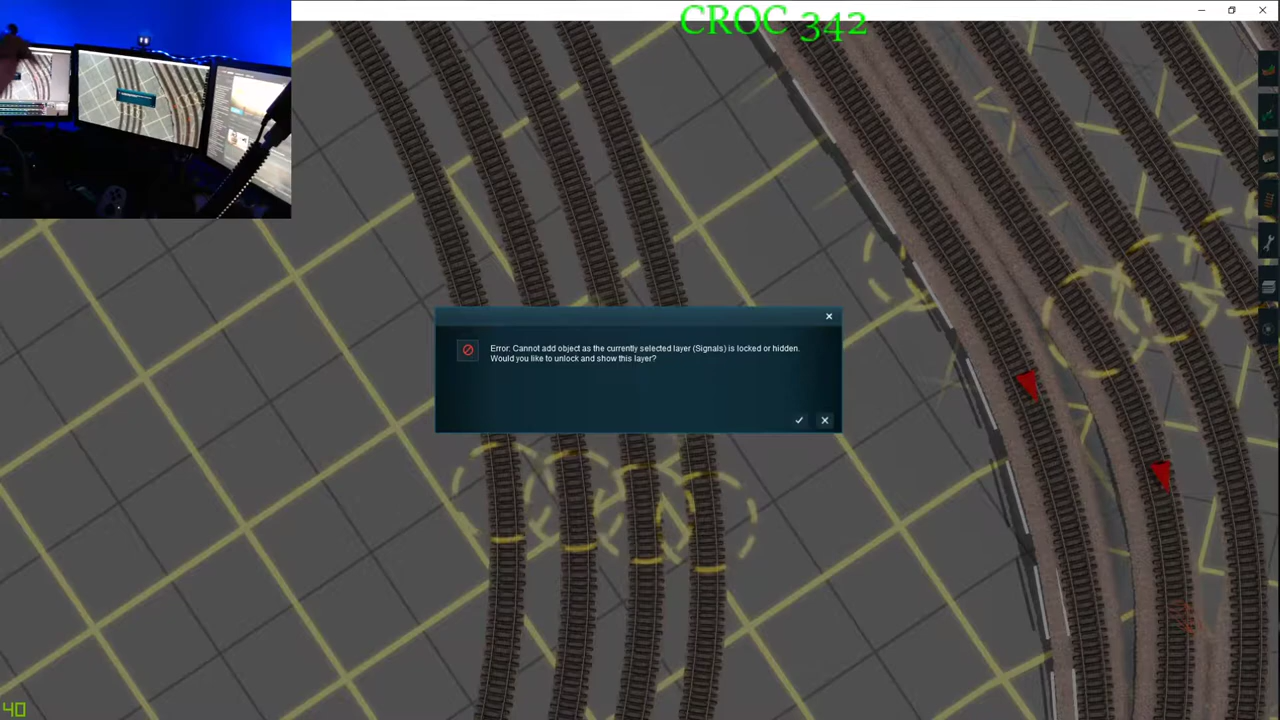 CROC 342
Error: Cannot add object as the currently selected layer (Signals) is locked or hidden.
Would you like to unlock and show this layer?
40